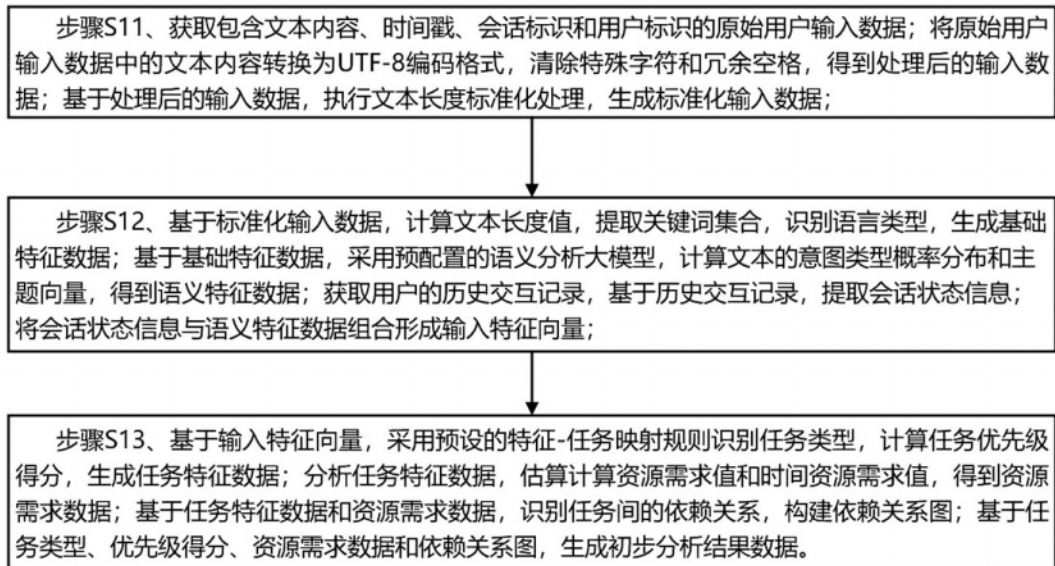 步骤S11、获取包含文本内容、时间戳、会话标识和用户标识的原始用户输入数据；将原始用户
输入数据中的文本内容转换为UTF-8编码格式，清除特殊字符和冗余空格，得到处理后的输入数
据；基于处理后的输入数据，执行文本长度标准化处理，生成标准化输入数据；
步骤S12、基于标准化输入数据，计算文本长度值，提取关键词集合，识别语言类型，生成基础
特征数据；基于基础特征数据，采用预配置的语义分析大模型，计算文本的意图类型概率分布和主
题向量，得到语义特征数据；获取用户的历史交互记录，基于历史交互记录，提取会话状态信息；
将会话状态信息与语义特征数据组合形成输入特征向量；
步骤S13、基于输入特征向量，采用预设的特征-任务映射规则识别任务类型，计算任务优先级
得分，生成任务特征数据；分析任务特征数据，估算计算资源需求值和时间资源需求值，得到资源
需求数据；基于任务特征数据和资源需求数据，识别任务间的依赖关系，构建依赖关系图；基于任
务类型、优先级得分、资源需求数据和依赖关系图，生成初步分析结果数据。